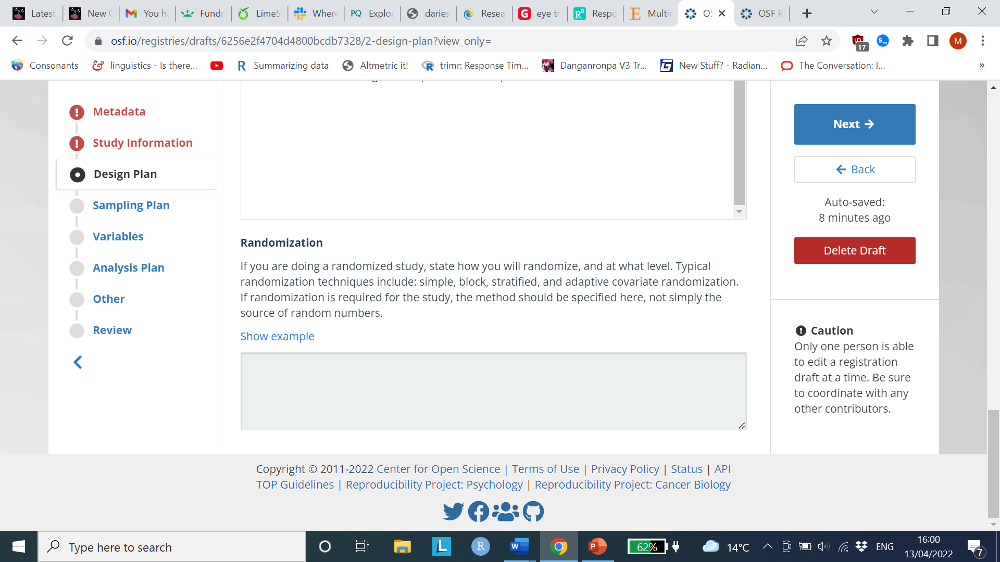 Latest
New C
You ha
Fundr
LimeS
Where
PQ Explor
daries
Resea
G eye tr
Respo
E Multir
OS
OSF R
osf.io/registries/drafts/6256e2f4704d4800bcdb7328/2-design-plan?view_only=
17
S_
M
Consonants
linguistics - Is there...
R Summarizing data
Altmetric it!
trimr: Response Tim...
Danganronpa V3 Tr...
New Stuff? - Radian...
The Conversation: I...
»
Metadata
Study Information
Design Plan
Sampling Plan
Variables
Analysis Plan
Other
Review
Randomization
If you are doing a randomized study, state how you will randomize, and at what level. Typical
randomization techniques include: simple, block, stratified, and adaptive covariate randomization.
If randomization is required for the study, the method should be specified here, not simply the
source of random numbers.
Show example
Next
Back
Auto-saved:
8 minutes ago
Delete Draft
Caution
Only one person is able
to edit a registration
draft at a time. Be sure
to coordinate with any
other contributors.
Copyright © 2011-2022 Center for Open Science | Terms of Use | Privacy Policy | Status | API
TOP Guidelines | Reproducibility Project: Psychology | Reproducibility Project: Cancer Biology
Type here to search
L
R
W
P
62%
14°C
ENG
16:00
13/04/2022
7